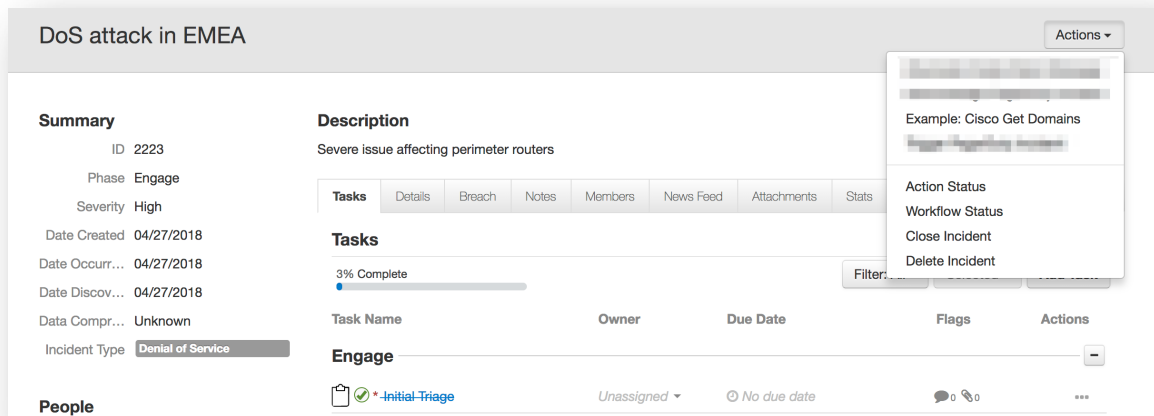 DoS attack in EMEA
Actions
Example: Cisco Get Domains
Action Status
Workflow Status
Close Incident
Delete Incident
Summary
ID 2223
Phase Engage
Severity High
Date Created 04/27/2018
Date Occurr... 04/27/2018
Date Discov... 04/27/2018
Data Compr... Unknown
Incident Type Denial of Service
People
Description
Severe issue affecting perimeter routers
Tasks Details Breach Notes Members News Feed Attachments Stats
Tasks
3% Complete
Filter:
Task Name Owner Due Date Flags Actions
Engage
* Initial Triage Unassigned No due date 0 0